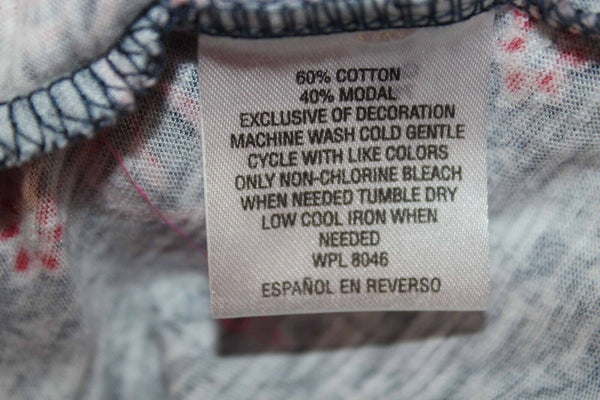 60% COTTON
40% MODAL
EXCLUSIVE OF DECORATION
MACHINE WASH COLD GENTLE
CYCLE WITH LIKE COLORS
ONLY NON-CHLORINE BLEACH
WHEN NEEDED TUMBLE DRY
LOW COOL IRON WHEN
NEEDED
WPL 8046
ESPAÑOL EN REVERSO